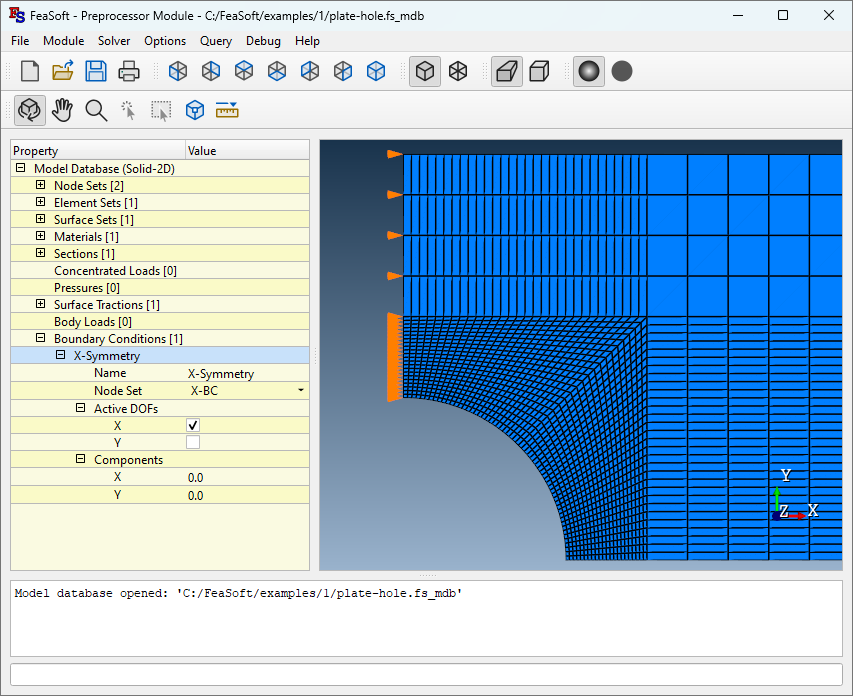 FS FeaSoft - Preprocessor Module - C:/FeaSoft/examples/1/plate-hole.fs_mdb
File Module Solver Options Query Debug Help
Property Value
Model Database (Solid-2D)
Node Sets [2]
Element Sets [1]
Surface Sets [1]
Materials [1]
Sections [1]
Concentrated Loads [0]
Pressures [0]
Surface Tractions [1]
Body Loads [0]
Boundary Conditions [1]
X-Symmetry
Name X-Symmetry
Node Set X-BC
Active DOFs
X
Y
Components
X 0.0
Y 0.0
Y
Z X
Model database opened: 'C:/FeaSoft/examples/1/plate-hole.fs_mdb'